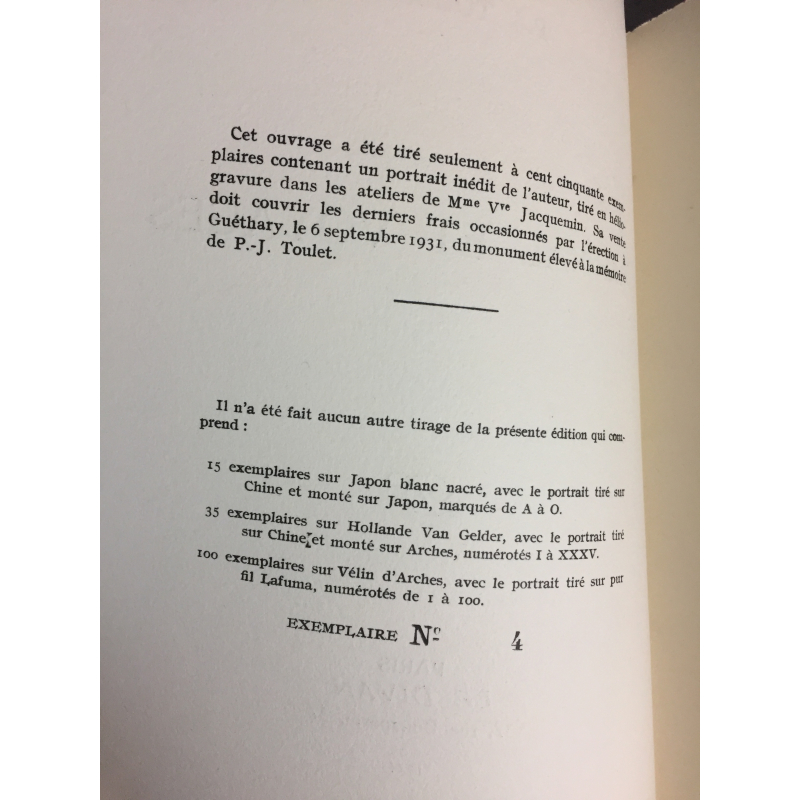 Cet ouvrage a été tiré seulement à cent cinquante exem-
plaires contenant un portrait inédit de l'auteur, tiré en hélio-
gravure dans les ateliers de Mme Vve Jacquemin. Sa vente
doit couvrir les derniers frais occasionnés par l'érection à
Guéthary, le 6 septembre 1931, du monument élevé à la mémoire
de P.-J. Toulet.
Il n'a été fait aucun autre tirage de la présente édition qui com-
prend :
15 exemplaires sur Japon blanc nacré, avec le portrait tiré sur
Chine et monté sur Japon, marqués de A à O.
35 exemplaires sur Hollande Van Gelder, avec le portrait tiré
sur Chine et monté sur Arches, numérotés I à XXXV.
100 exemplaires sur Vélin d'Arches, avec le portrait tiré sur pur
fil Lafuma, numérotés de 1 à 100.
EXEMPLAIRE No 4
PARIS
LE DIVAN